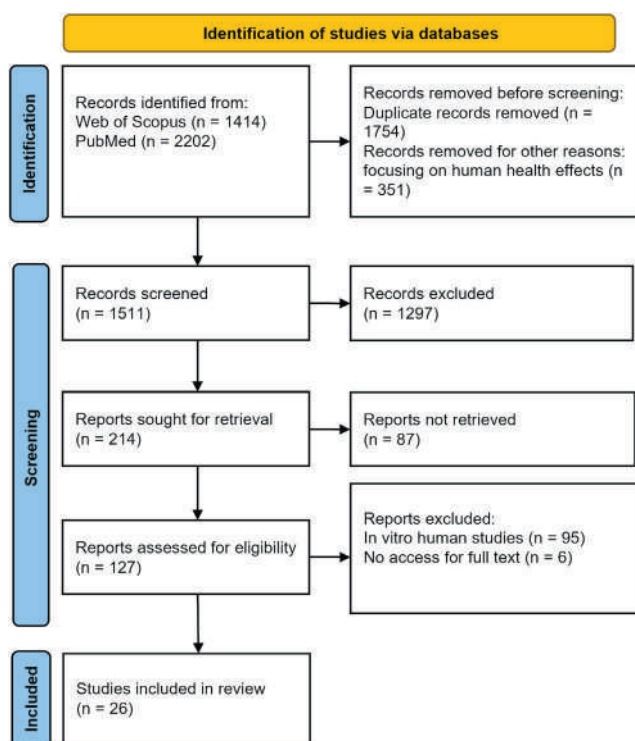 Identification of studies via databases
Identification
Records identified from:
Web of Scopus (n = 1414)
PubMed (n = 2202)
Records removed before screening:
Duplicate records removed (n =
1754)
Records removed for other reasons:
focusing on human health effects (n
= 351)
Screening
Records screened
(n = 1511)
Records excluded
(n = 1297)
Reports sought for retrieval
(n = 214)
Reports not retrieved
(n = 87)
Reports assessed for eligibility
(n = 127)
Reports excluded:
In vitro human studies (n = 95)
No access for full text (n = 6)
Included
Studies included in review
(n = 26)